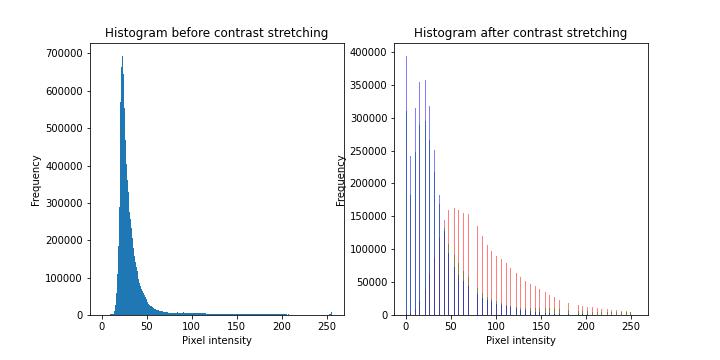 Histogram before contrast stretching
700000
600000
500000
400000
300000
200000
100000
0
Frequency
0 50 100 150 200 250
Pixel intensity
Histogram after contrast stretching
400000
350000
300000
250000
200000
150000
100000
50000
0
Frequency
0 50 100 150 200 250
Pixel intensity